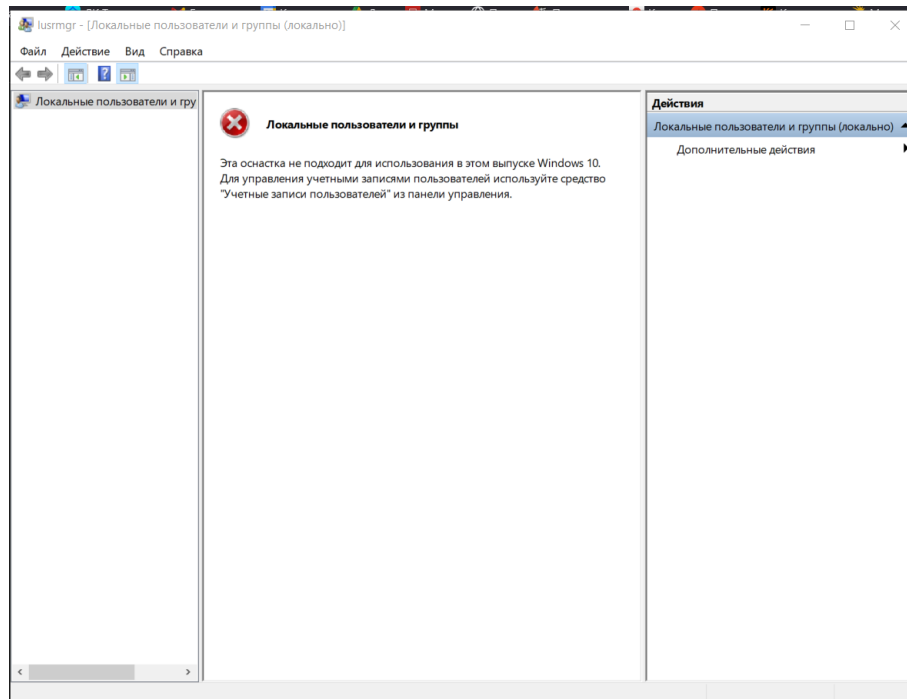 lusrmgr - [Локальные пользователи и группы (локально)]
Файл Действие Вид Справка
Локальные пользователи и гру
Локальные пользователи и группы
Эта оснастка не подходит для использования в этом выпуске Windows 10.
Для управления учетными записями пользователей используйте средство
"Учетные записи пользователей" из панели управления.
Действия
Локальные пользователи и группы (локально)
Дополнительные действия